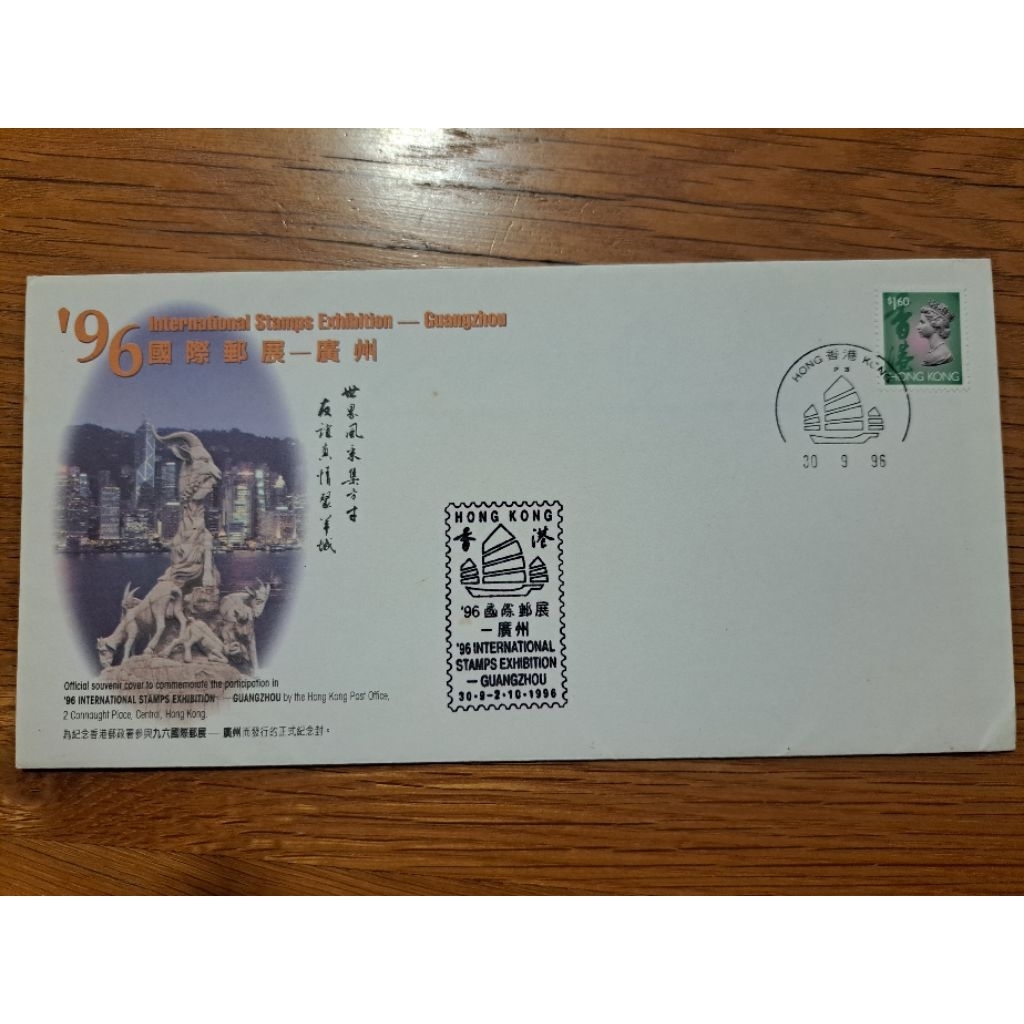 '96 International Stamps Exhibition — Guangzhou
國際郵展—廣州
世界風采集方寸
友誼真情聚羊城
Official souvenir cover to commemorate the participation in
'96 INTERNATIONAL STAMPS EXHIBITION —GUANGZHOU by the Hong Kong Post Office,
2 Connaught Place, Central, Hong Kong.
為紀念香港郵政署參與九六國際郵展—廣州而發行的正式紀念封。
HONG KONG
香港
'96 國際郵展
—廣州
'96 INTERNATIONAL
STAMPS EXHIBITION
— GUANGZHOU
30·9-2·10·1996
HONG 香港 KONG
30 9 96
$1.60
香港
HONG KONG